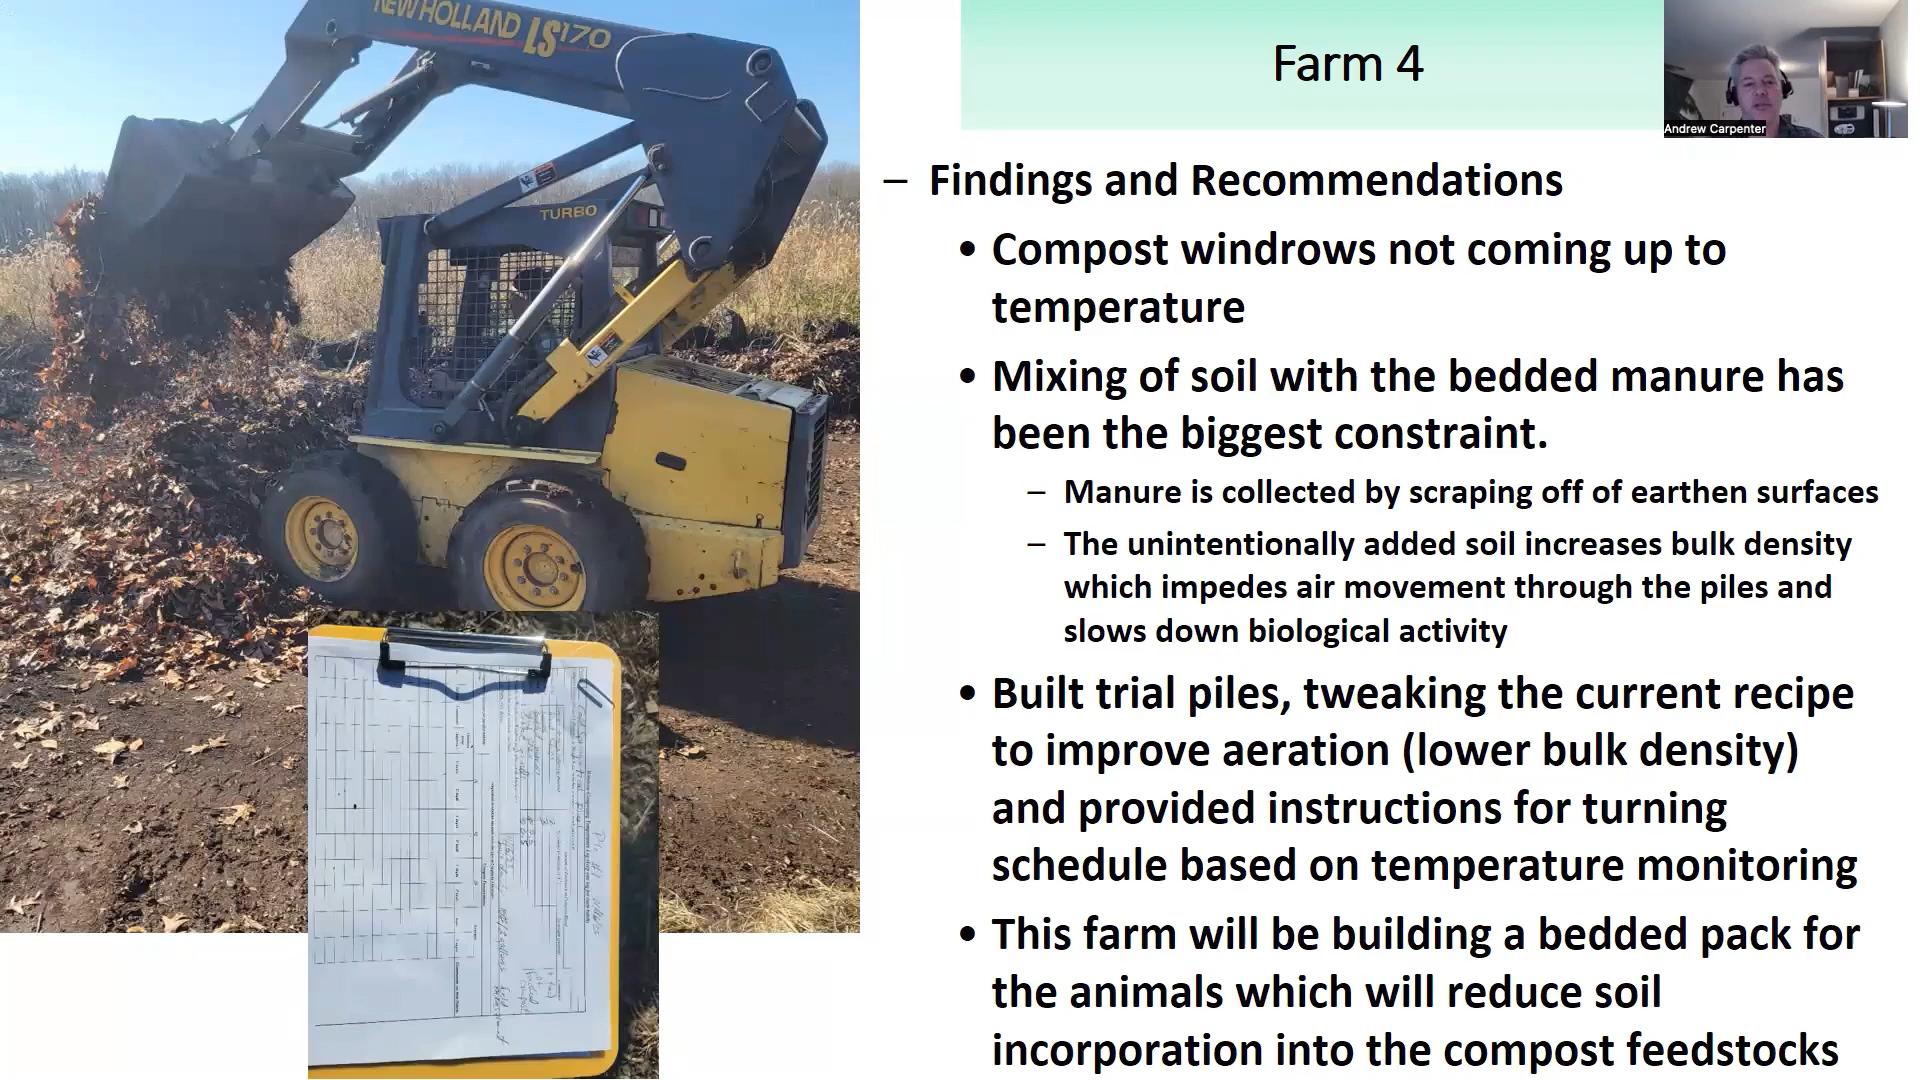 NEW HOLLAND LS 170
TURBO
Farm 4
Andrew Carpenter
– Findings and Recommendations
• Compost windrows not coming up to
temperature
• Mixing of soil with the bedded manure has
been the biggest constraint.
– Manure is collected by scraping off of earthen surfaces
– The unintentionally added soil increases bulk density
which impedes air movement through the piles and
slows down biological activity
• Built trial piles, tweaking the current recipe
to improve aeration (lower bulk density)
and provided instructions for turning
schedule based on temperature monitoring
• This farm will be building a bedded pack for
the animals which will reduce soil
incorporation into the compost feedstocks